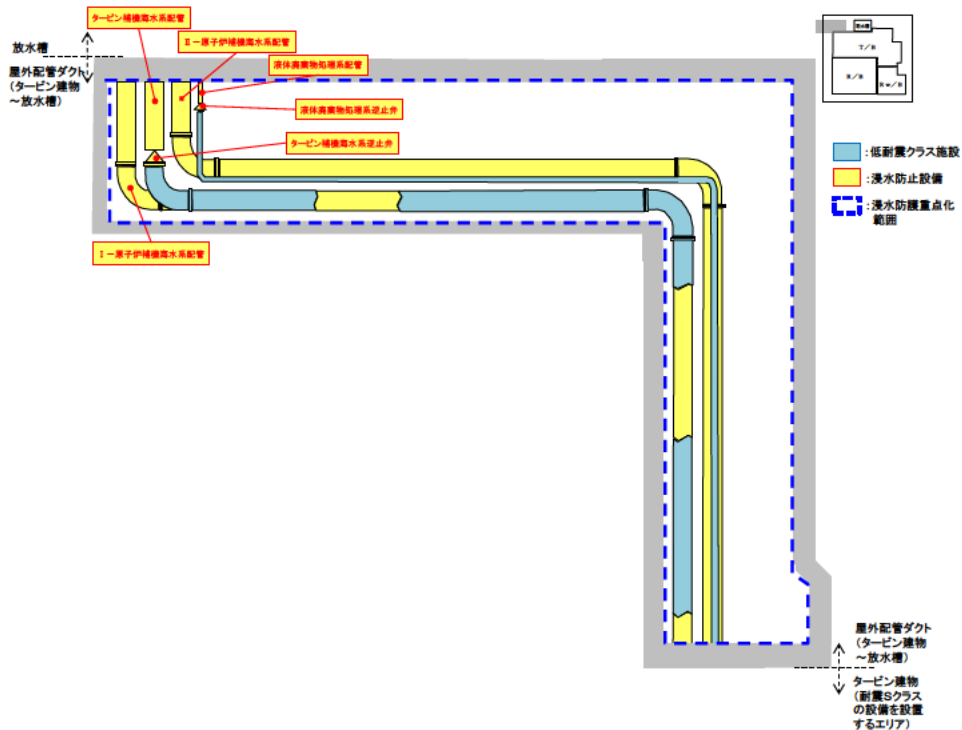 タービン補機海水系配管
Ⅱ－原子炉補機海水系配管
液体廃棄物処理系配管
液体廃棄物処理系逆止弁
タービン補機海水系逆止弁
Ⅰ－原子炉補機海水系配管
放水槽
屋外配管ダクト
(タービン建物
～放水槽)
放水槽
T／B
R／B
Rw／B
：低耐震クラス施設
：浸水防止設備
：浸水防護重点化
範囲
屋外配管ダクト
(タービン建物
～放水槽)
タービン建物
(耐震Sクラス
の設備を設置
するエリア)